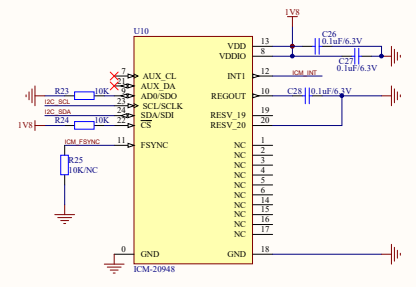 U10
1V8
C26
0.1uF/6.3V
VDD 13
VDDIO 8
C27
0.1uF/6.3V
7 AUX_CL
INT1 12 ICM_INT
21 AUX_DA
R23 10K 9 AD0/SDO
REGOUT 10 C28 0.1uF/6.3V
I2C_SCL 23 SCL/SCLK
I2C_SDA 24 SDA/SDI
RESV_19 19
1V8 R24 10K 22 CS
RESV_20 20
ICM_FSYNC 11 FSYNC
NC 1
NC 2
R25
10K/NC
NC 3
NC 4
NC 5
NC 6
NC 14
NC 15
NC 16
NC 17
0 GND
GND 18
ICM-20948